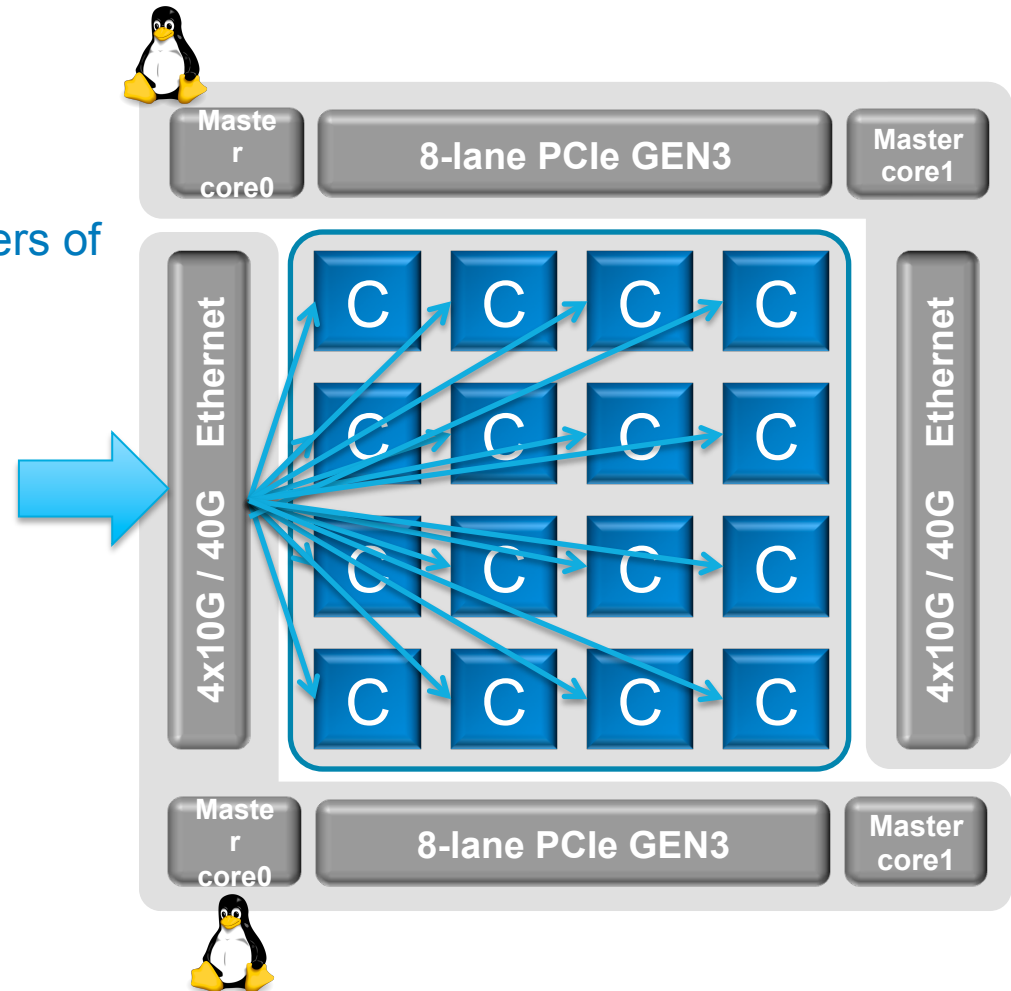 Maste
r
core0
8-lane PCIe GEN3
Master
core1
ers of
4x10G / 40G Ethernet
C C C C
C C C C
C C C C
C C C C
4x10G / 40G Ethernet
Maste
r
core0
8-lane PCIe GEN3
Master
core1